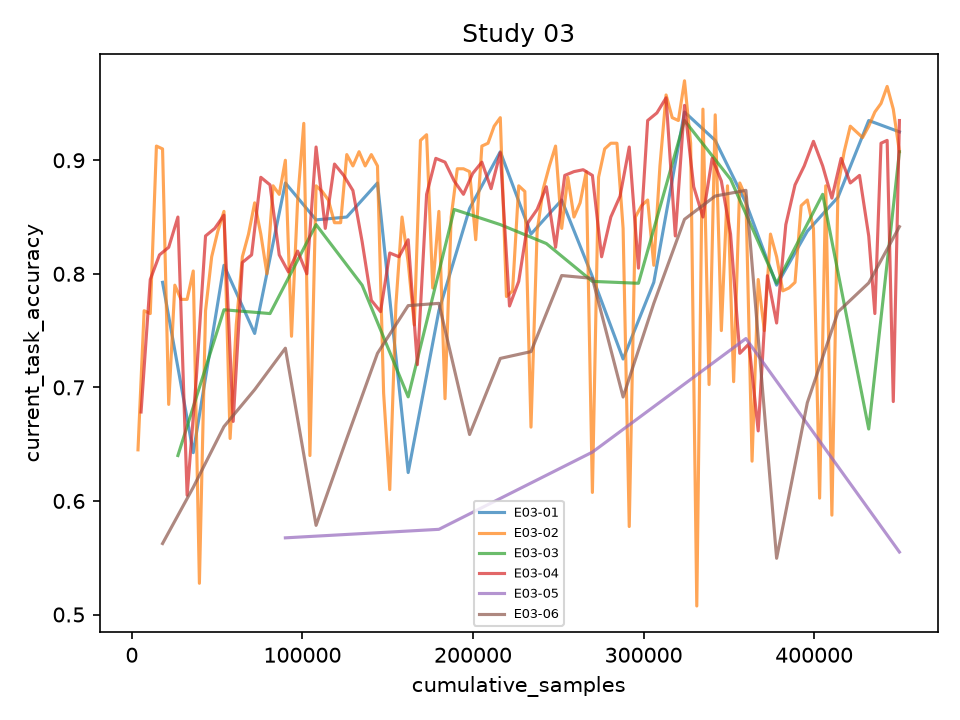 Study 03
current_task_accuracy
0.9
0.8
0.7
0.6
0.5
E03-01
E03-02
E03-03
E03-04
E03-05
E03-06
0 100000 200000 300000 400000
cumulative_samples